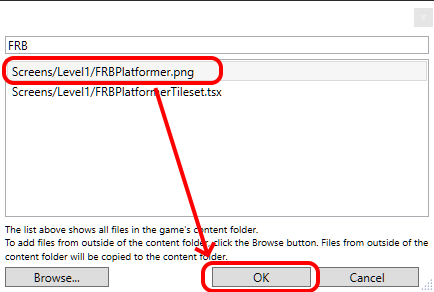 FRB
Screens/Level1/FRBPlatformer.png
Screens/Level1/FRBPlatformerTileset.tsx
The list above shows all files in the game's content folder.
To add files from outside of the content folder, click the Browse button. Files from outside of the
content folder will be copied to the content folder.
Browse... OK Cancel